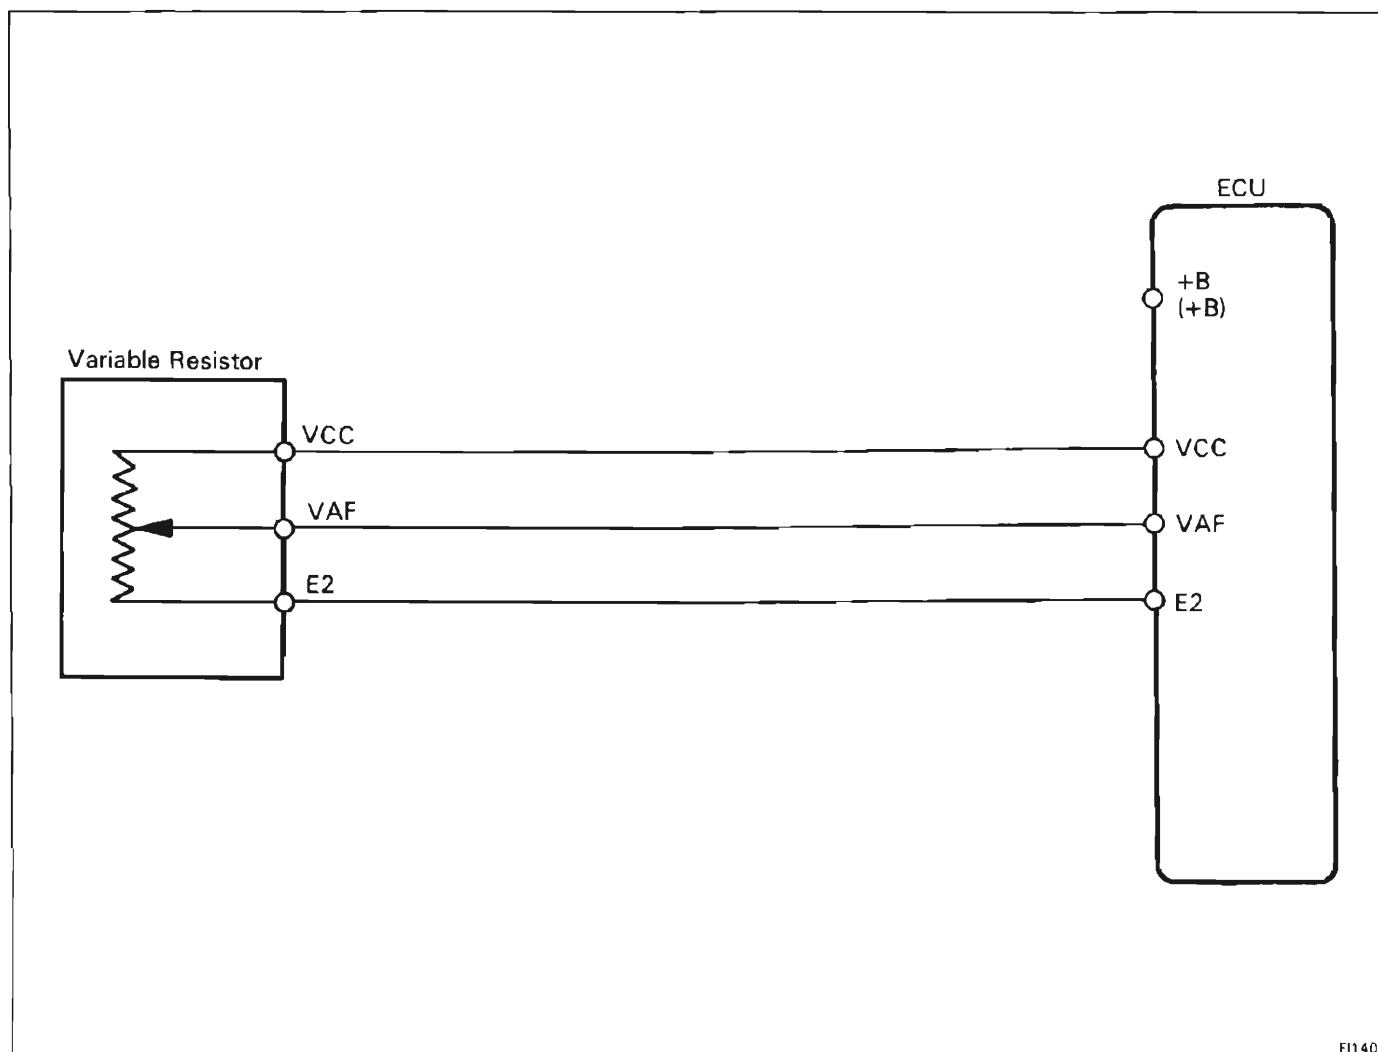 ECU
+B
(+B)
Variable Resistor
VCC
VCC
VAF
VAF
E2
E2
FI140